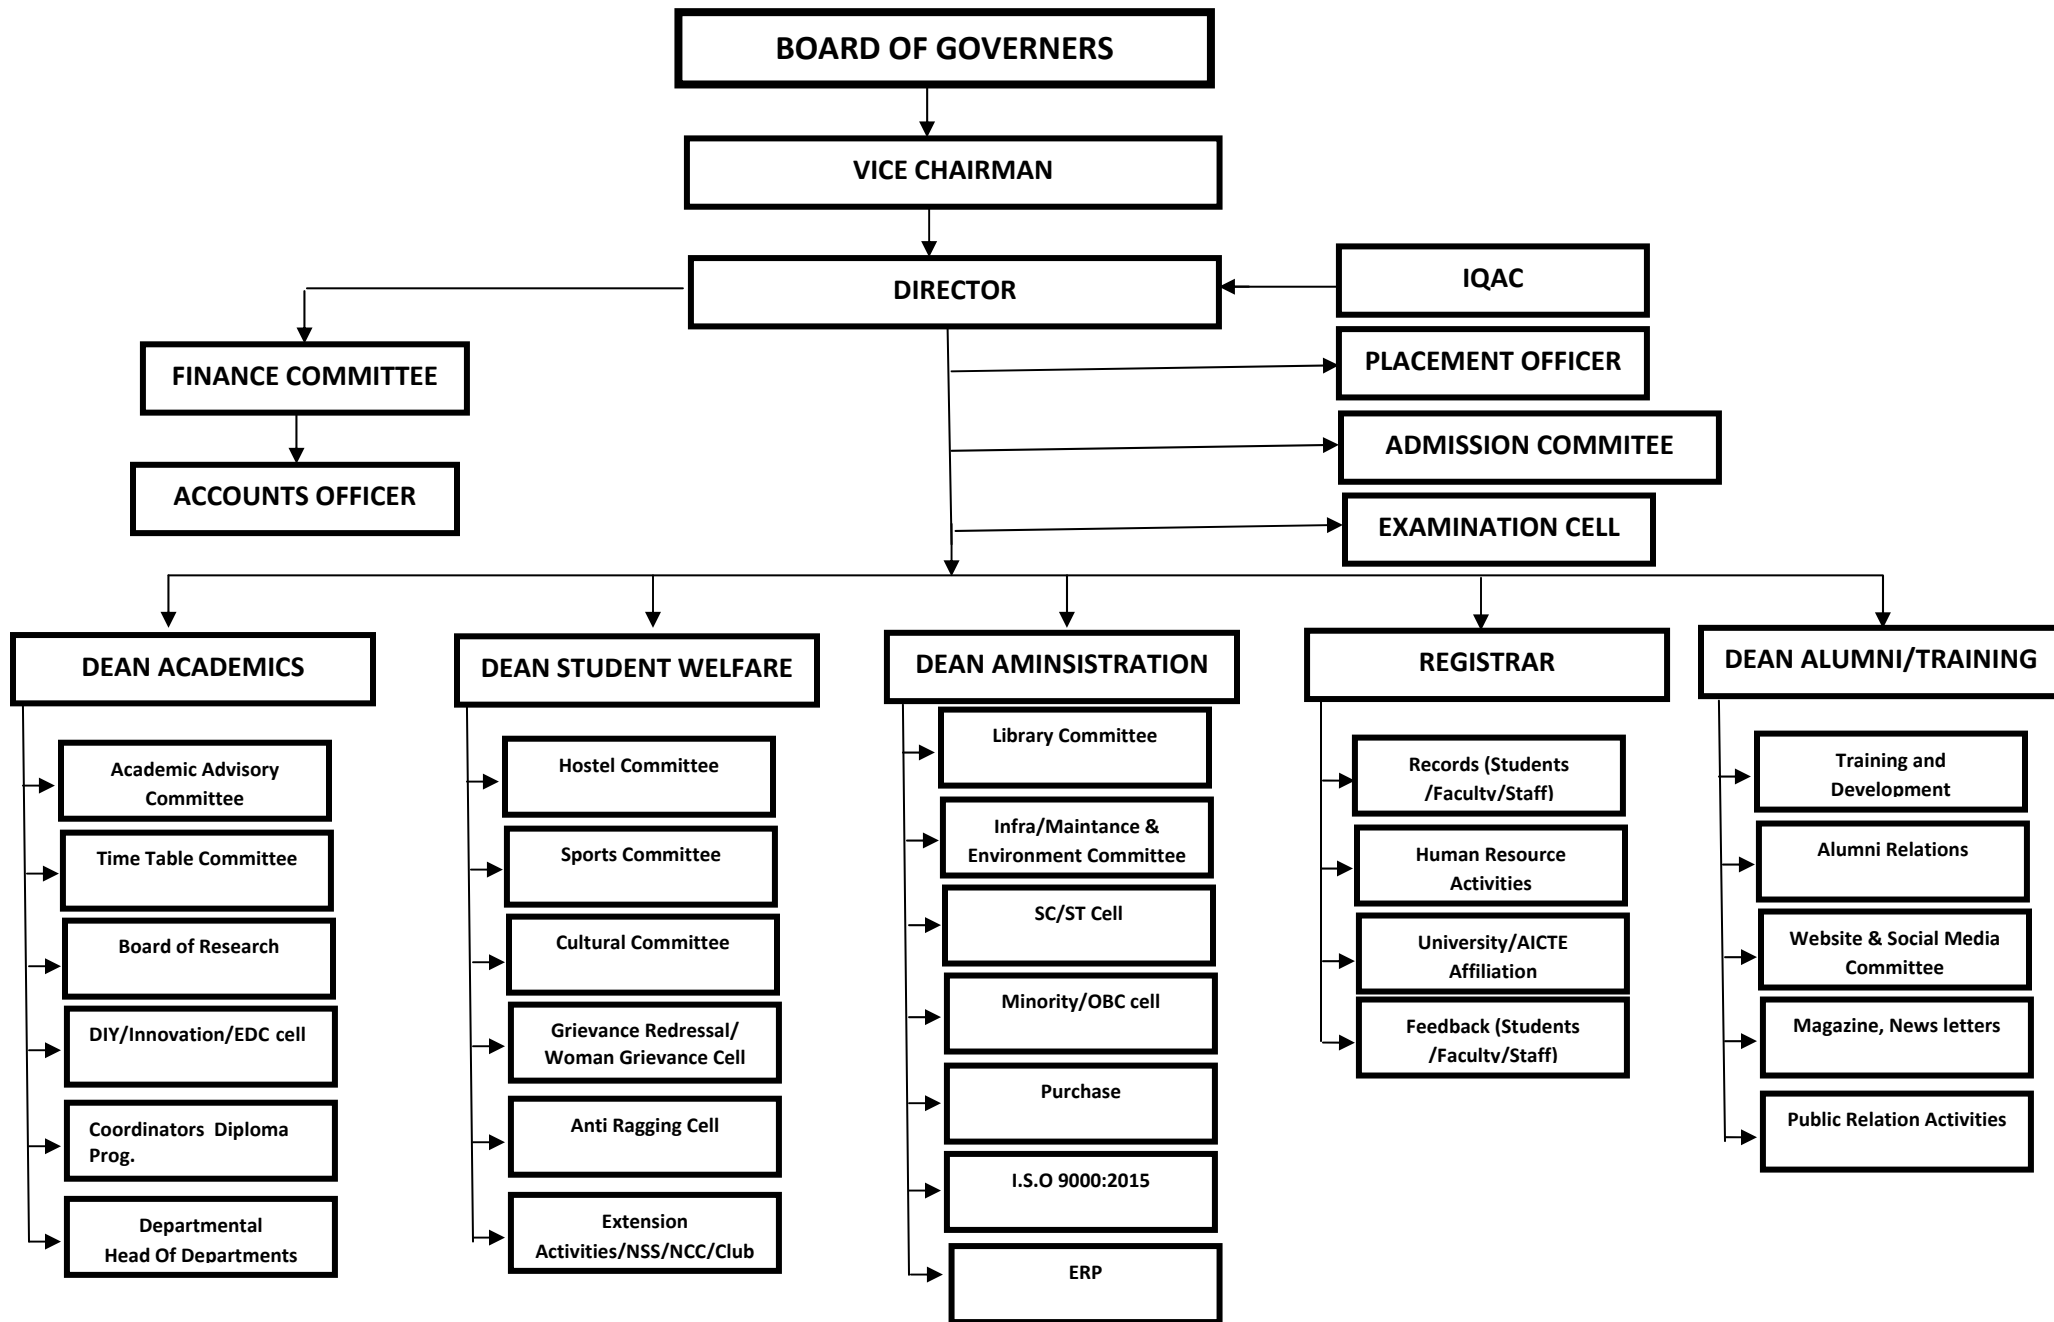 BOARD OF GOVERNERS
VICE CHAIRMAN
DIRECTOR
IQAC
FINANCE COMMITTEE
PLACEMENT OFFICER
ADMISSION COMMITEE
ACCOUNTS OFFICER
EXAMINATION CELL
DEAN ACADEMICS
Academic Advisory
Committee
Time Table Committee
Board of Research
DIY/Innovation/EDC cell
Coordinators Diploma
Prog.
Departmental
Head Of Departments
DEAN STUDENT WELFARE
Hostel Committee
Sports Committee
Cultural Committee
Grievance Redressal/
Woman Grievance Cell
Anti Ragging Cell
Extension
Activities/NSS/NCC/Club
DEAN AMINSISTRATION
Library Committee
Infra/Maintance &
Environment Committee
SC/ST Cell
Minority/OBC cell
Purchase
I.S.O 9000:2015
ERP
REGISTRAR
Records (Students
/Faculty/Staff)
Human Resource
Activities
University/AICTE
Affiliation
Feedback (Students
/Faculty/Staff)
DEAN ALUMNI/TRAINING
Training and
Development
Alumni Relations
Website & Social Media
Committee
Magazine, News letters
Public Relation Activities